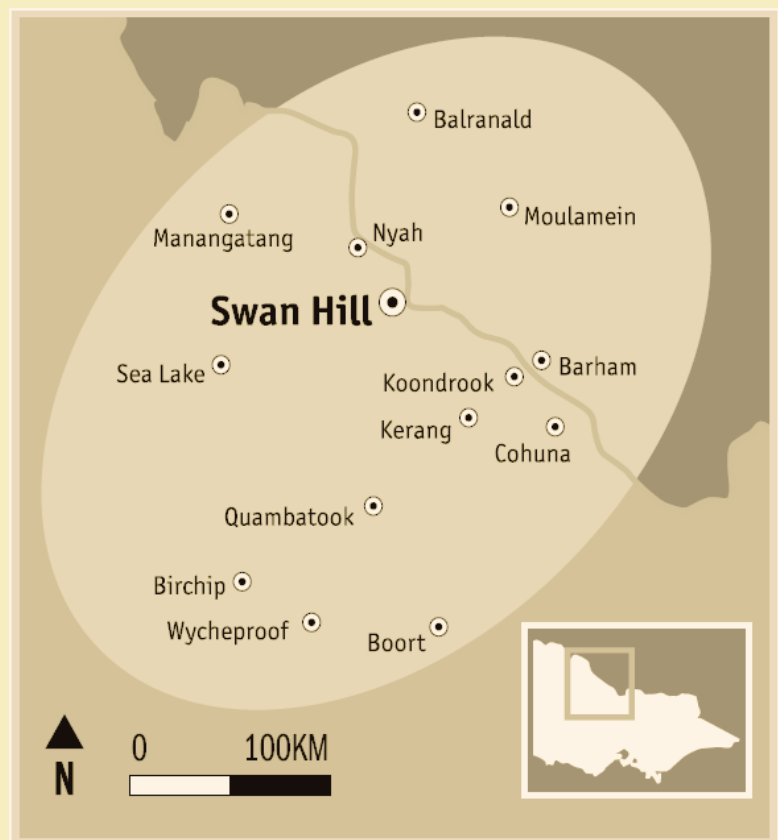 Balranald
Moulamein
Manangatang
Nyah
Swan Hill
Sea Lake
Barham
Koondrook
Kerang
Cohuna
Quambatook
Birchip
Wycheproof
Boort
0 100KM
N